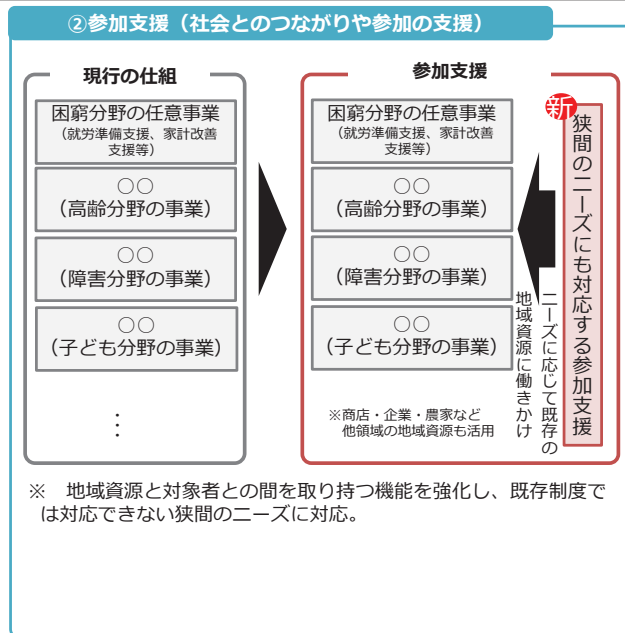 ②参加支援（社会とのつながりや参加の支援）
現行の仕組
困窮分野の任意事業
（就労準備支援、家計改善
支援等）
○○
（高齢分野の事業）
○○
（障害分野の事業）
○○
（子ども分野の事業）
⋮
参加支援
困窮分野の任意事業
（就労準備支援、家計改善
支援等）
○○
（高齢分野の事業）
○○
（障害分野の事業）
○○
（子ども分野の事業）
※商店・企業・農家など
他領域の地域資源も活用
新
狭間のニーズにも対応する参加支援
ニーズに応じて既存の
地域資源に働きかけ
※　地域資源と対象者との間を取り持つ機能を強化し、既存制度で
は対応できない狭間のニーズに対応。